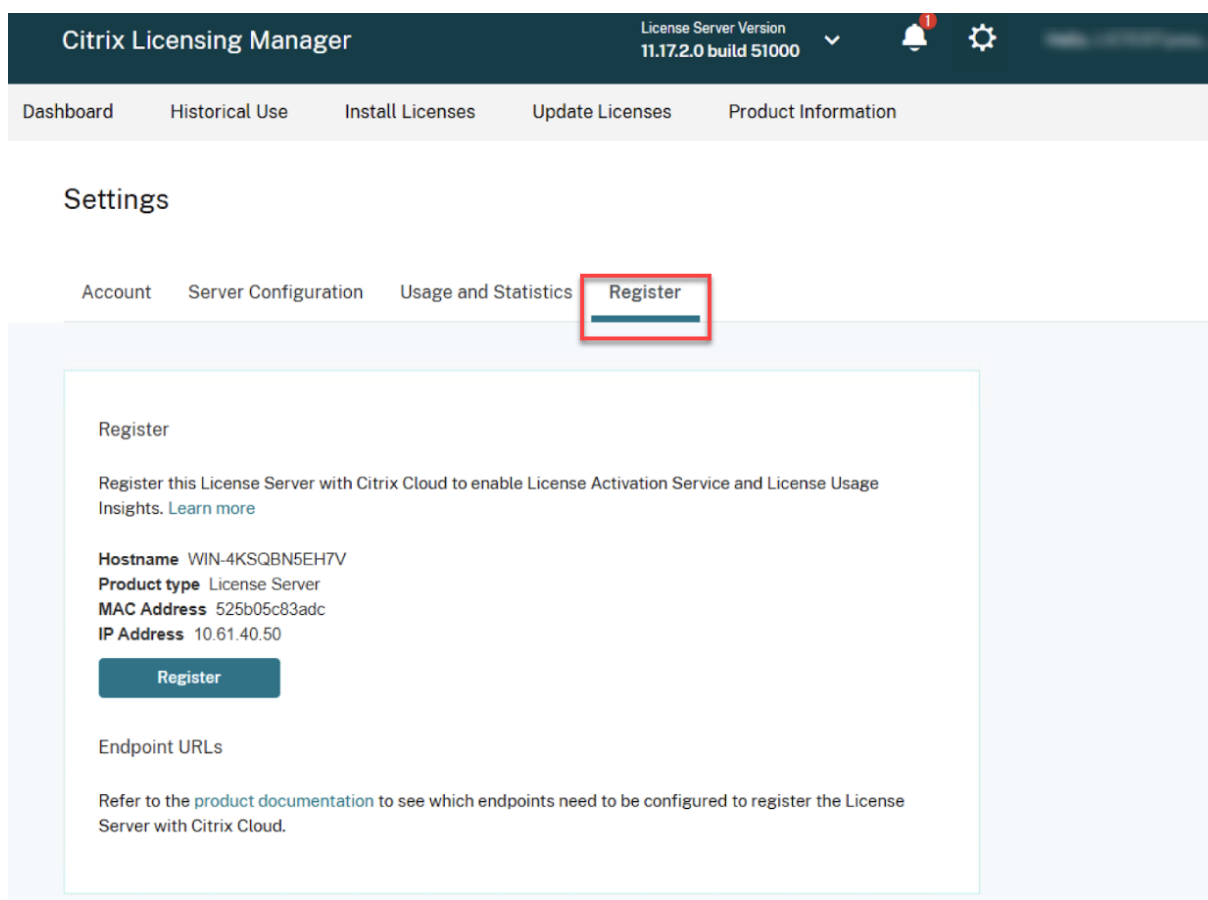 Citrix Licensing Manager
License Server Version
11.17.2.0 build 51000
1
Dashboard Historical Use Install Licenses Update Licenses Product Information
Settings
Account Server Configuration Usage and Statistics Register
Register
Register this License Server with Citrix Cloud to enable License Activation Service and License Usage
Insights. Learn more
Hostname WIN-4KSQBN5EH7V
Product type License Server
MAC Address 525b05c83adc
IP Address 10.61.40.50
Register
Endpoint URLs
Refer to the product documentation to see which endpoints need to be configured to register the License
Server with Citrix Cloud.